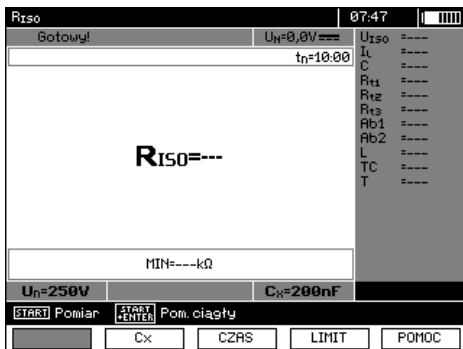 RISO 07:47
Gotowy! UN=0,0V
tn=10:00
UISO =---
IL =---
C =---
Rt1 =---
Rt2 =---
Rt3 =---
Ab1 =---
Ab2 =---
L =---
TC =---
T =---
RISO=---
MIN=---kΩ
Un=250V CX=200nF
START Pomiar START +ENTER Pom. ciągły
Cx CZAS LIMIT POMOC